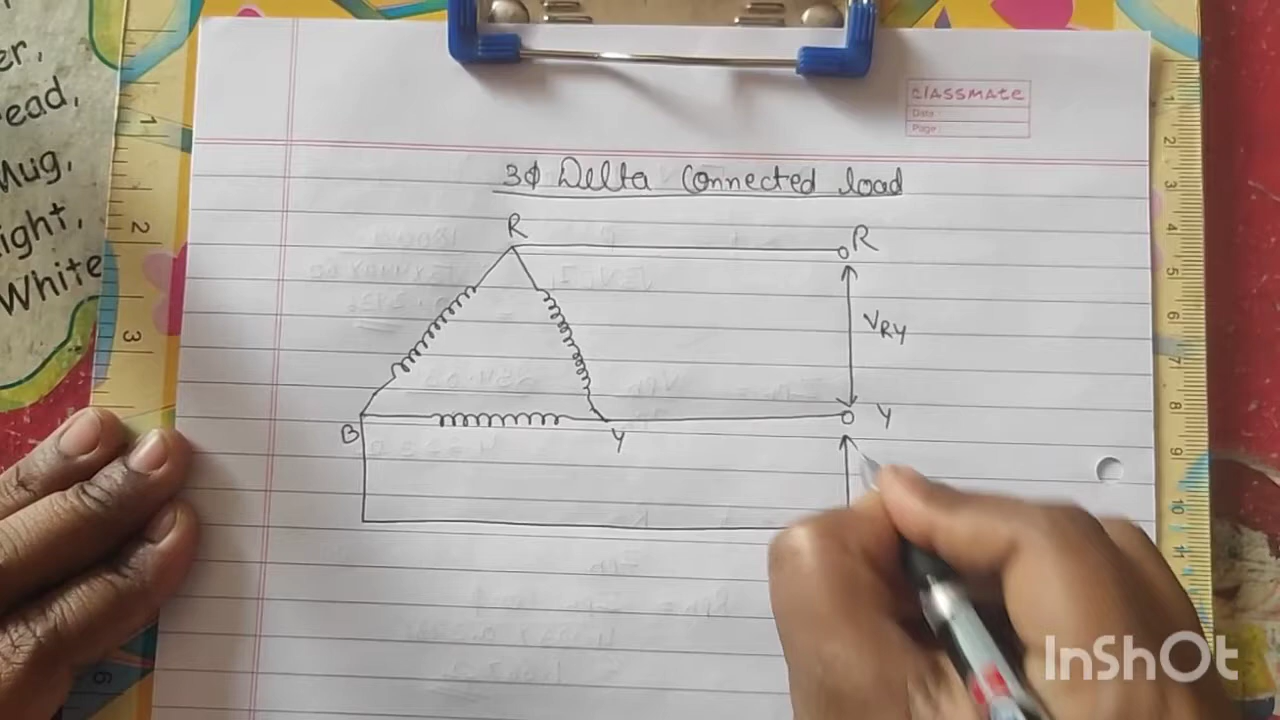 er,
ead,
Mug,
ight,
White
CLASSMATE
Date :
Page :
3ϕ Delta Connected load
R
R
VRY
Y
B
Y
InShOt